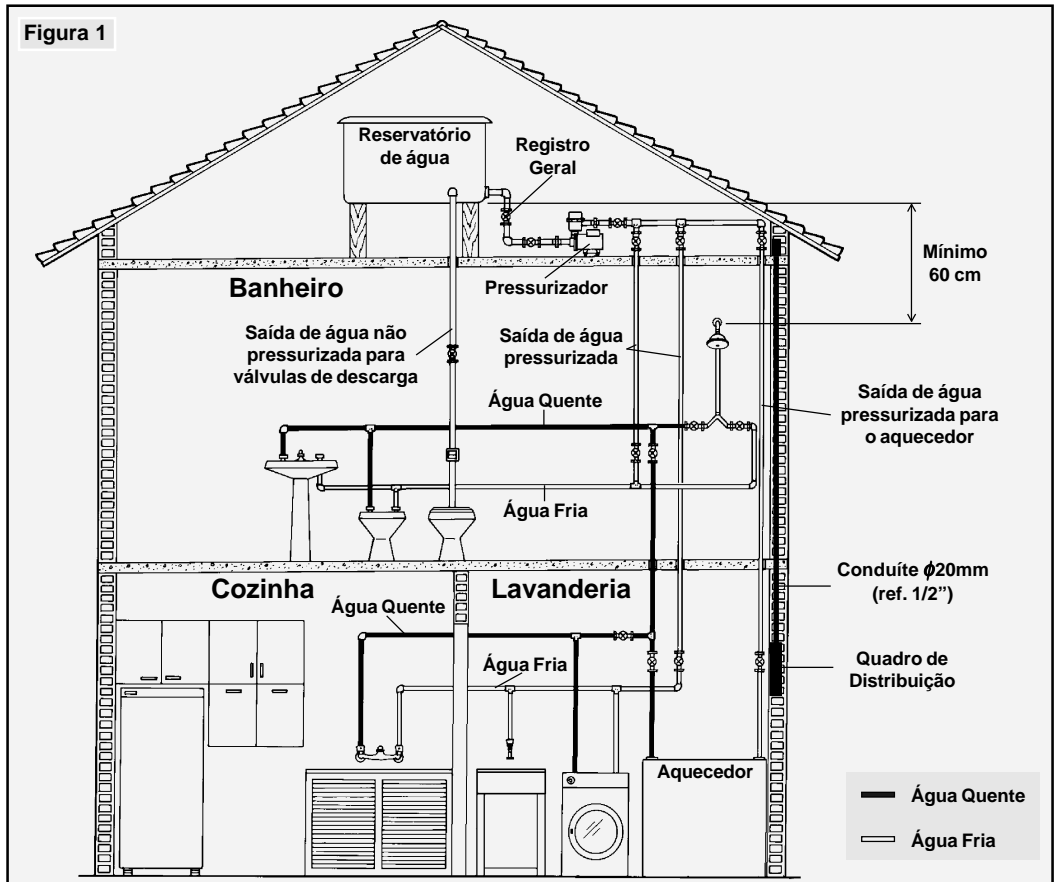 Figura 1
Reservatório
de água
Registro
Geral
Mínimo
60 cm
Banheiro
Pressurizador
Saída de água não
pressurizada para
válvulas de descarga
Saída de água
pressurizada
Água Quente
Saída de água
pressurizada para
o aquecedor
Água Fria
Cozinha
Lavanderia
Conduíte ϕ20mm
(ref. 1/2”)
Água Quente
Água Fria
Quadro de
Distribuição
Aquecedor
Água Quente
Água Fria